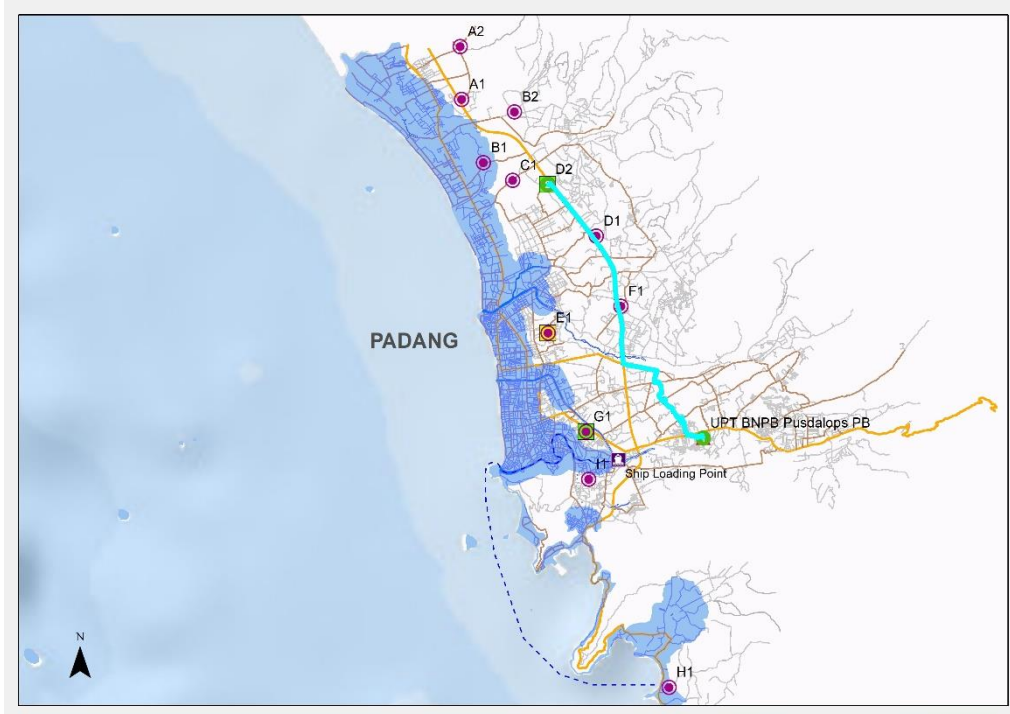 A2
A1
B2
B1
C1
D2
D1
F1
E1
PADANG
UPT BNPB Pusdalops PB
G1
I1
Ship Loading Point
N
H1